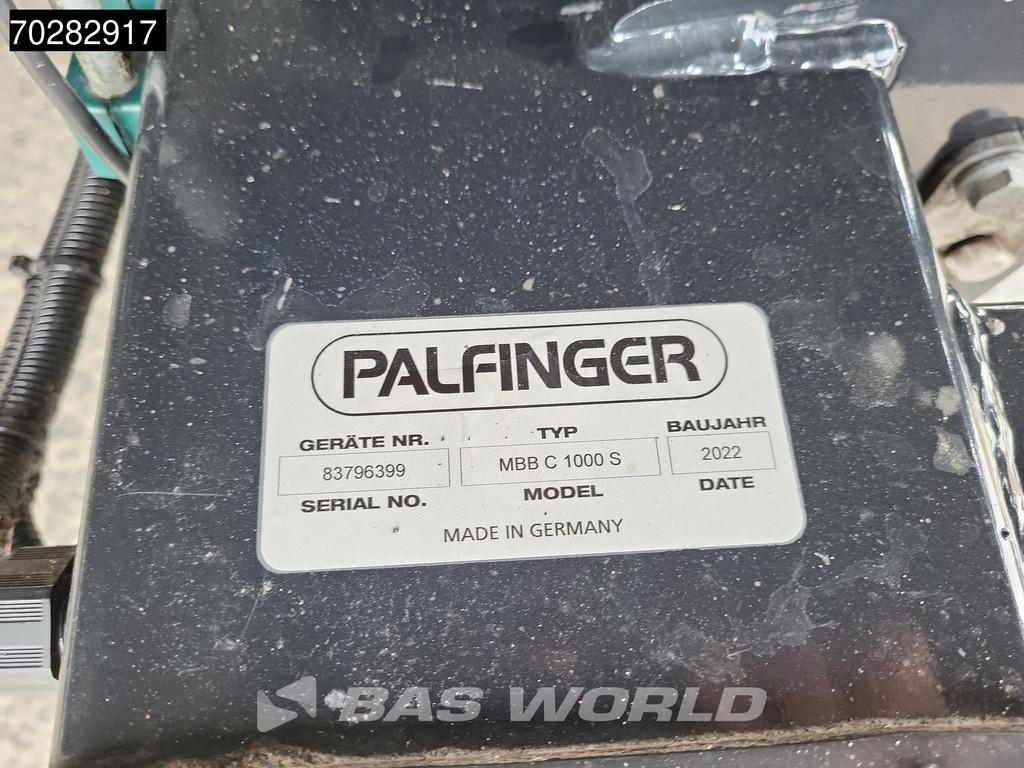 70282917
PALFINGER
GERÄTE NR. TYP BAUJAHR
83796399 MBB C 1000 S 2022
SERIAL NO. MODEL DATE
MADE IN GERMANY
BAS WORLD